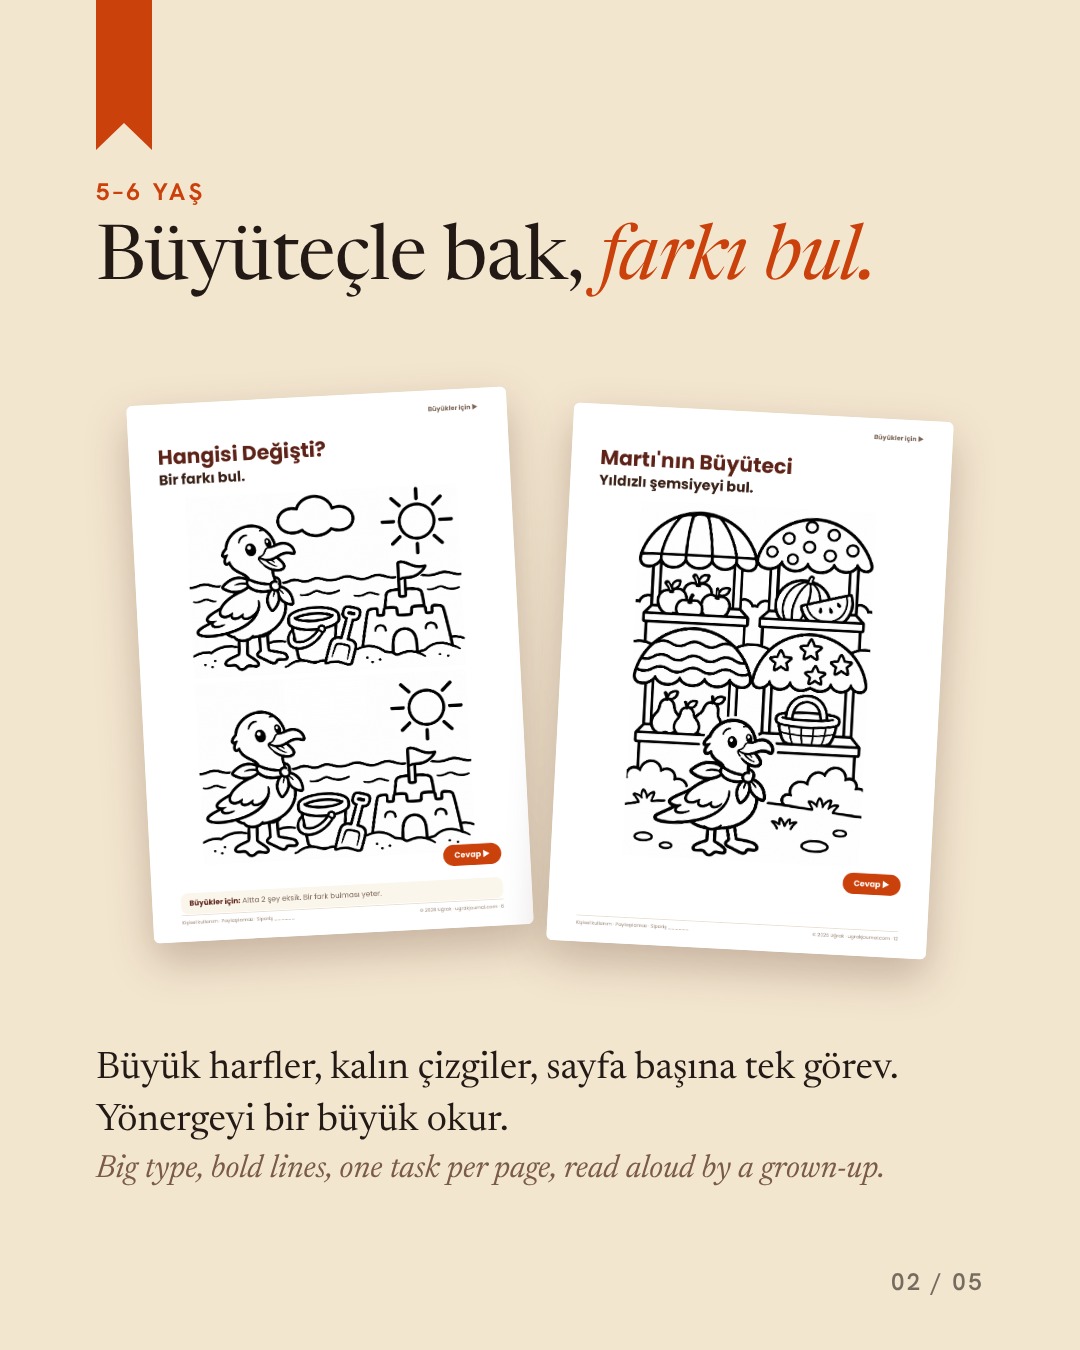 5–6 YAŞ
Büyüteçle bak, farkı bul.
Büyükler için ▶
Hangisi Değişti?
Bir farkı bul.
Cevap ▶
Büyükler için: Altta 2 şey eksik. Bir fark bulması yeter.
Büyükler için ▶
Martı'nın Büyüteci
Yıldızlı şemsiyeyi bul.
Cevap ▶
Büyük harfler, kalın çizgiler, sayfa başına tek görev.
Yönergeyi bir büyük okur.
Big type, bold lines, one task per page, read aloud by a grown-up.
02 / 05